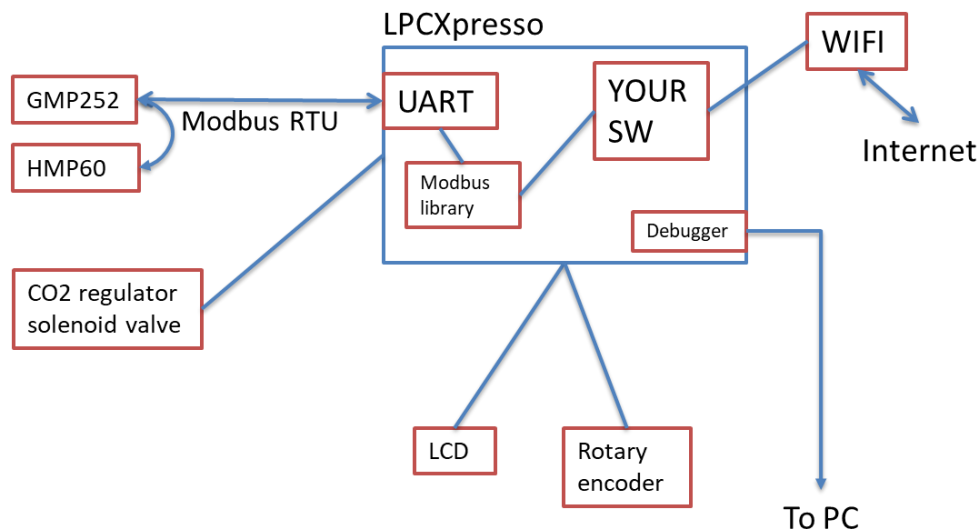 LPCXpresso
WIFI
GMP252
UART
YOUR
SW
Modbus RTU
Internet
HMP60
Modbus
library
Debugger
CO2 regulator
solenoid valve
LCD
Rotary
encoder
To PC